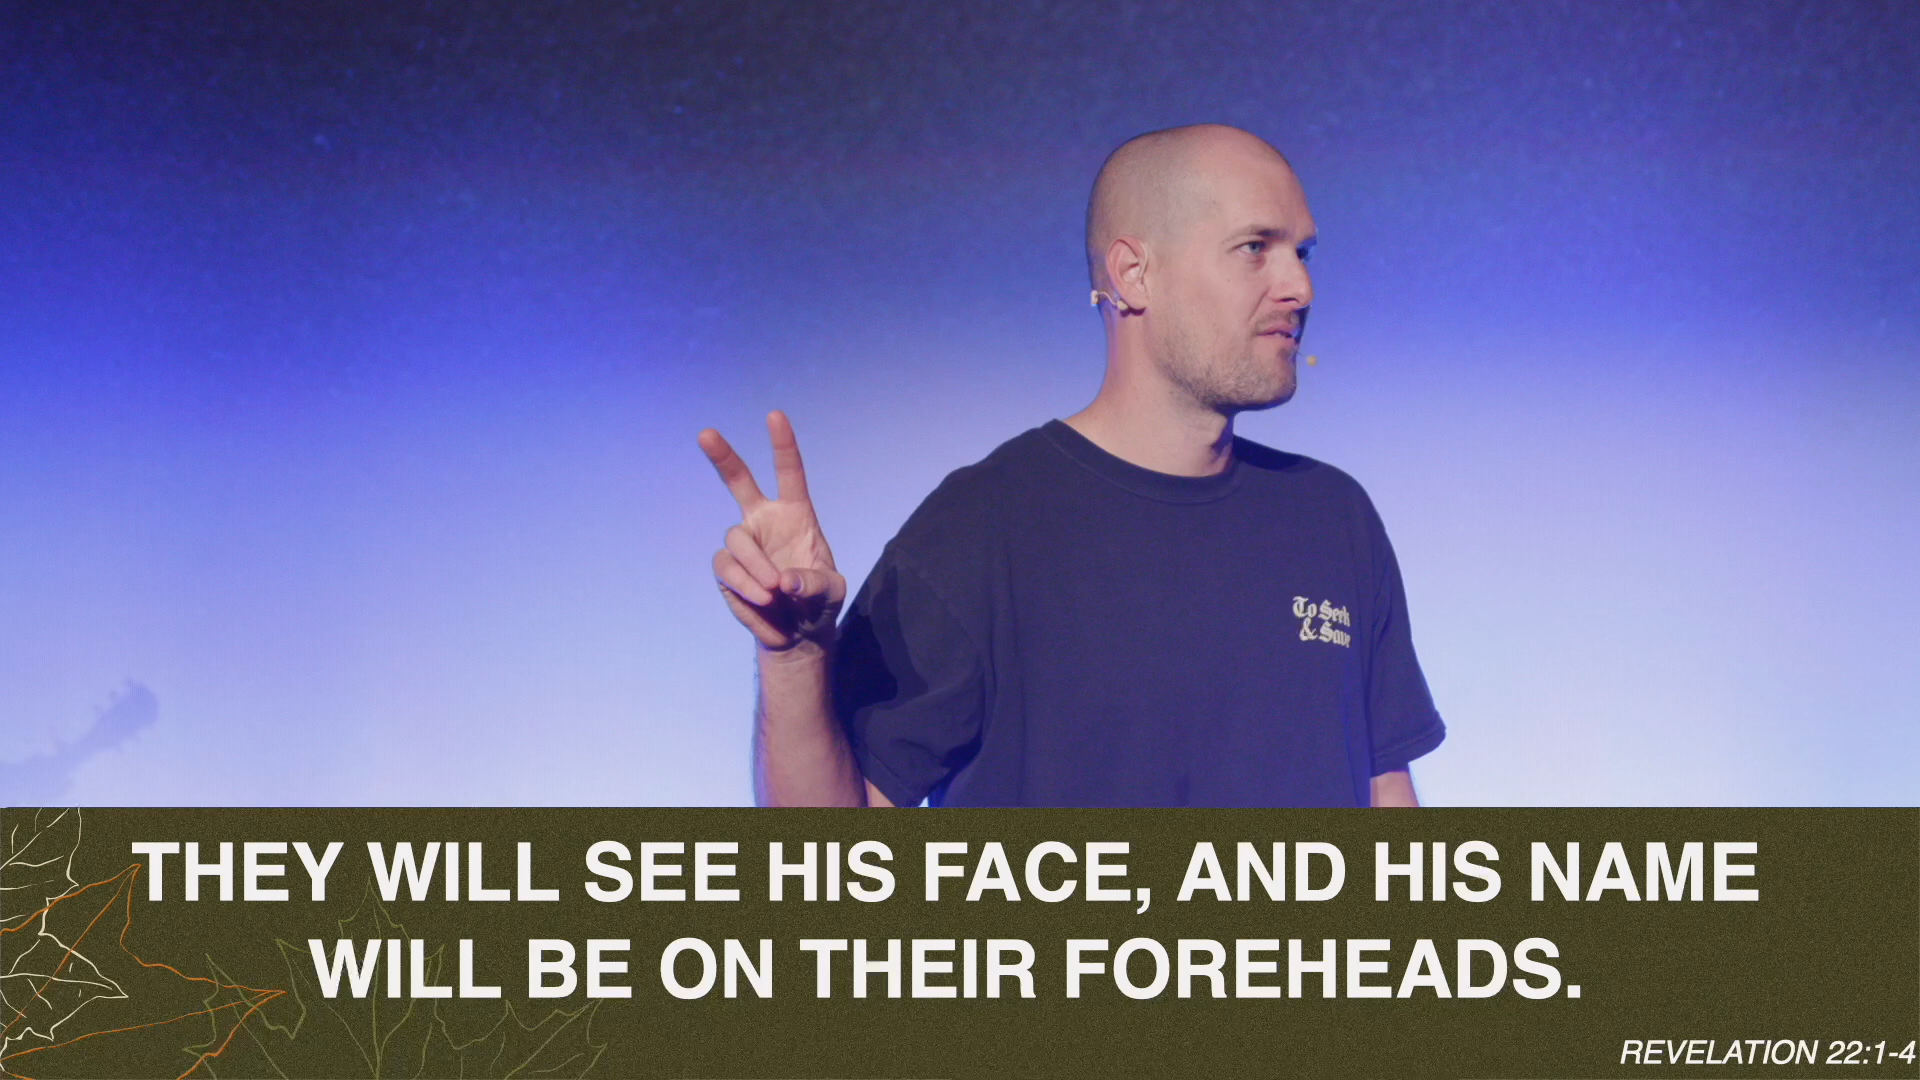 To Seek
& Save
THEY WILL SEE HIS FACE, AND HIS NAME
WILL BE ON THEIR FOREHEADS.
REVELATION 22:1-4